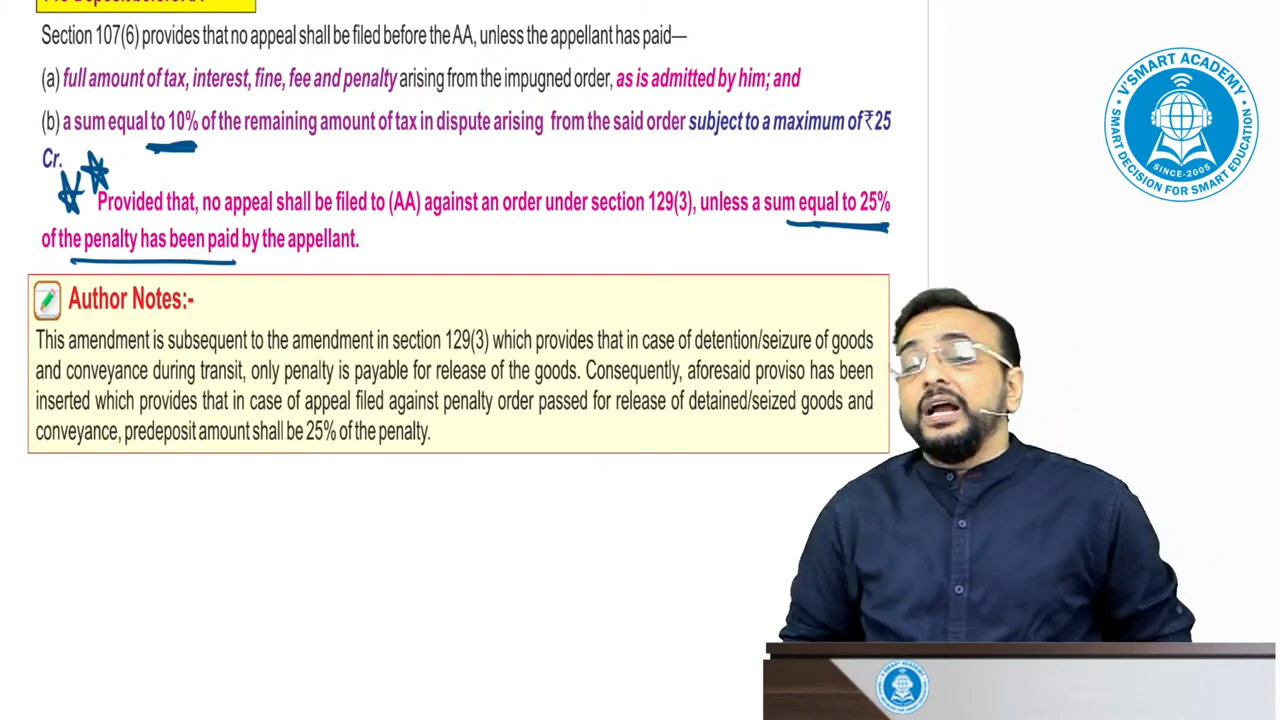 Section 107(6) provides that no appeal shall be filed before the AA, unless the appellant has paid—
(a) full amount of tax, interest, fine, fee and penalty arising from the impugned order, as is admitted by him; and
(b) a sum equal to 10% of the remaining amount of tax in dispute arising from the said order subject to a maximum of ₹25
Cr.
Provided that, no appeal shall be filed to (AA) against an order under section 129(3), unless a sum equal to 25%
of the penalty has been paid by the appellant.
Author Notes:-
This amendment is subsequent to the amendment in section 129(3) which provides that in case of detention/seizure of goods
and conveyance during transit, only penalty is payable for release of the goods. Consequently, aforesaid proviso has been
inserted which provides that in case of appeal filed against penalty order passed for release of detained/seized goods and
conveyance, predeposit amount shall be 25% of the penalty.
V'SMART ACADEMY
SINCE-2005
SMART DECISION FOR SMART EDUCATION